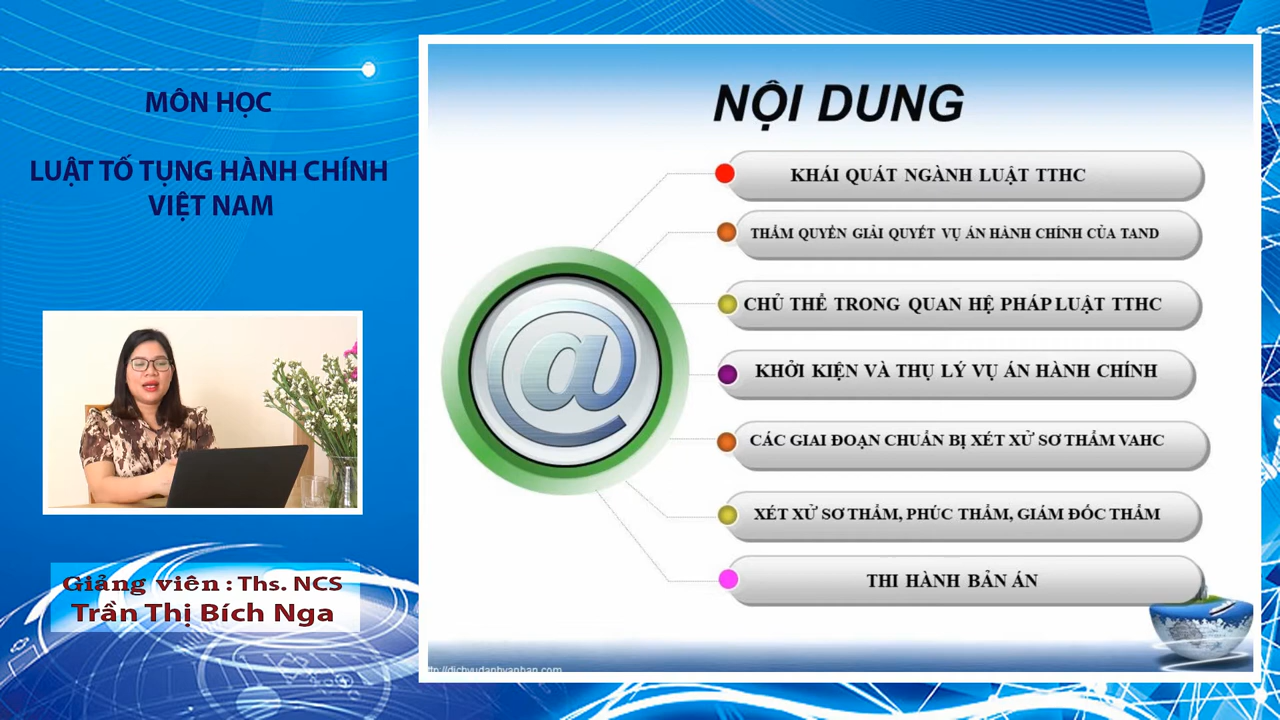 MÔN HỌC
LUẬT TỐ TỤNG HÀNH CHÍNH
VIỆT NAM
Giảng viên : Ths. NCS
Trần Thị Bích Nga
NỘI DUNG
KHÁI QUÁT NGÀNH LUẬT TTHC
THẨM QUYỀN GIẢI QUYẾT VỤ ÁN HÀNH CHÍNH CỦA TAND
CHỦ THỂ TRONG QUAN HỆ PHÁP LUẬT TTHC
KHỞI KIỆN VÀ THỤ LÝ VỤ ÁN HÀNH CHÍNH
CÁC GIAI ĐOẠN CHUẨN BỊ XÉT XỬ SƠ THẨM VAHC
XÉT XỬ SƠ THẨM, PHÚC THẨM, GIÁM ĐỐC THẨM
THI HÀNH BẢN ÁN